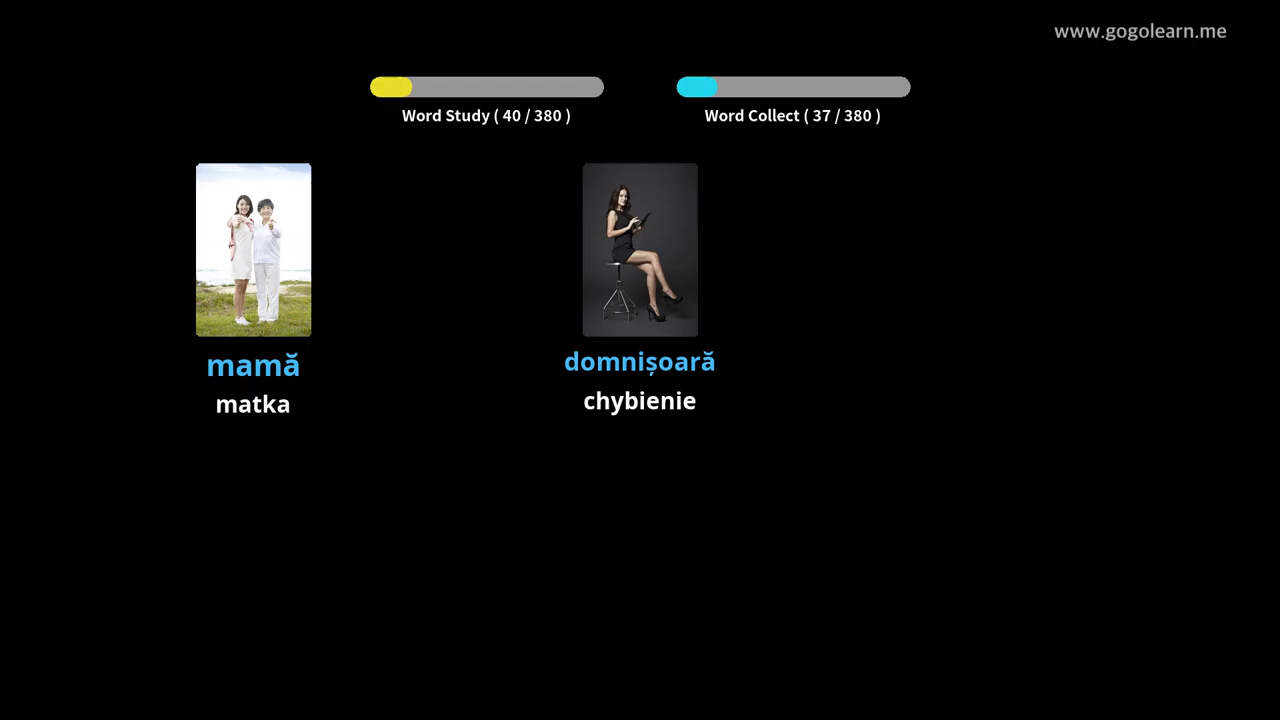 www.gogolearn.me
Word Study ( 40 / 380 )
Word Collect ( 37 / 380 )
mamă
matka
domnișoară
chybienie